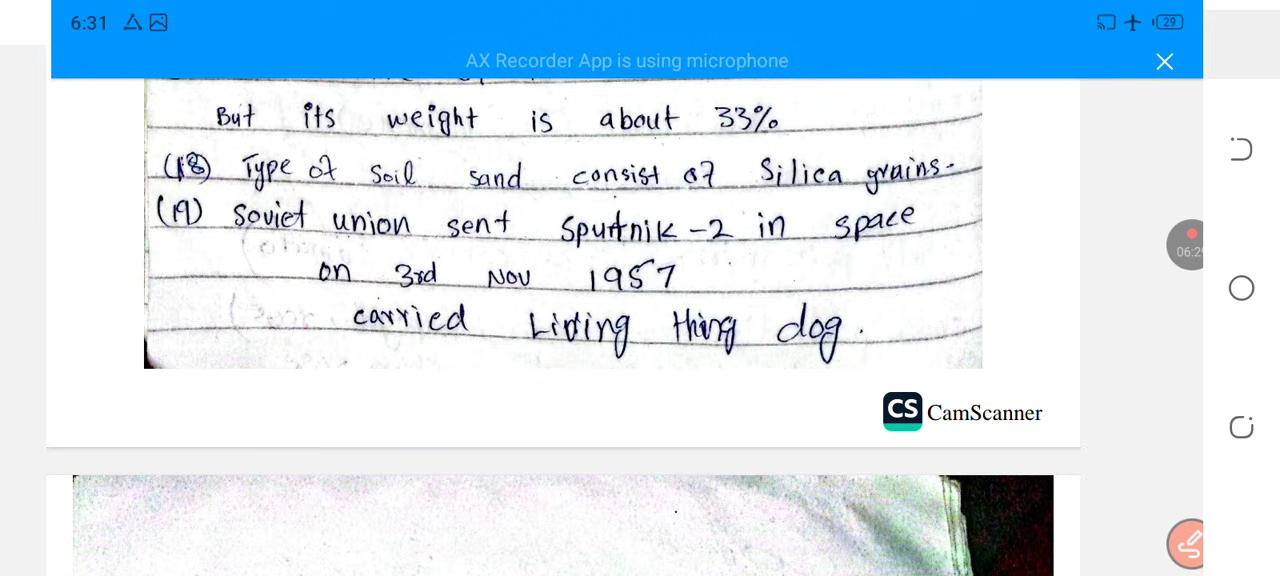 6:31
29
AX Recorder App is using microphone
But its weight is about 33%
(18) Type of Soil sand consist of Silica grains-
(19) Soviet union sent Sputnik -2 in space
on 3rd Nov 1957
carried Living thing dog.
CS CamScanner